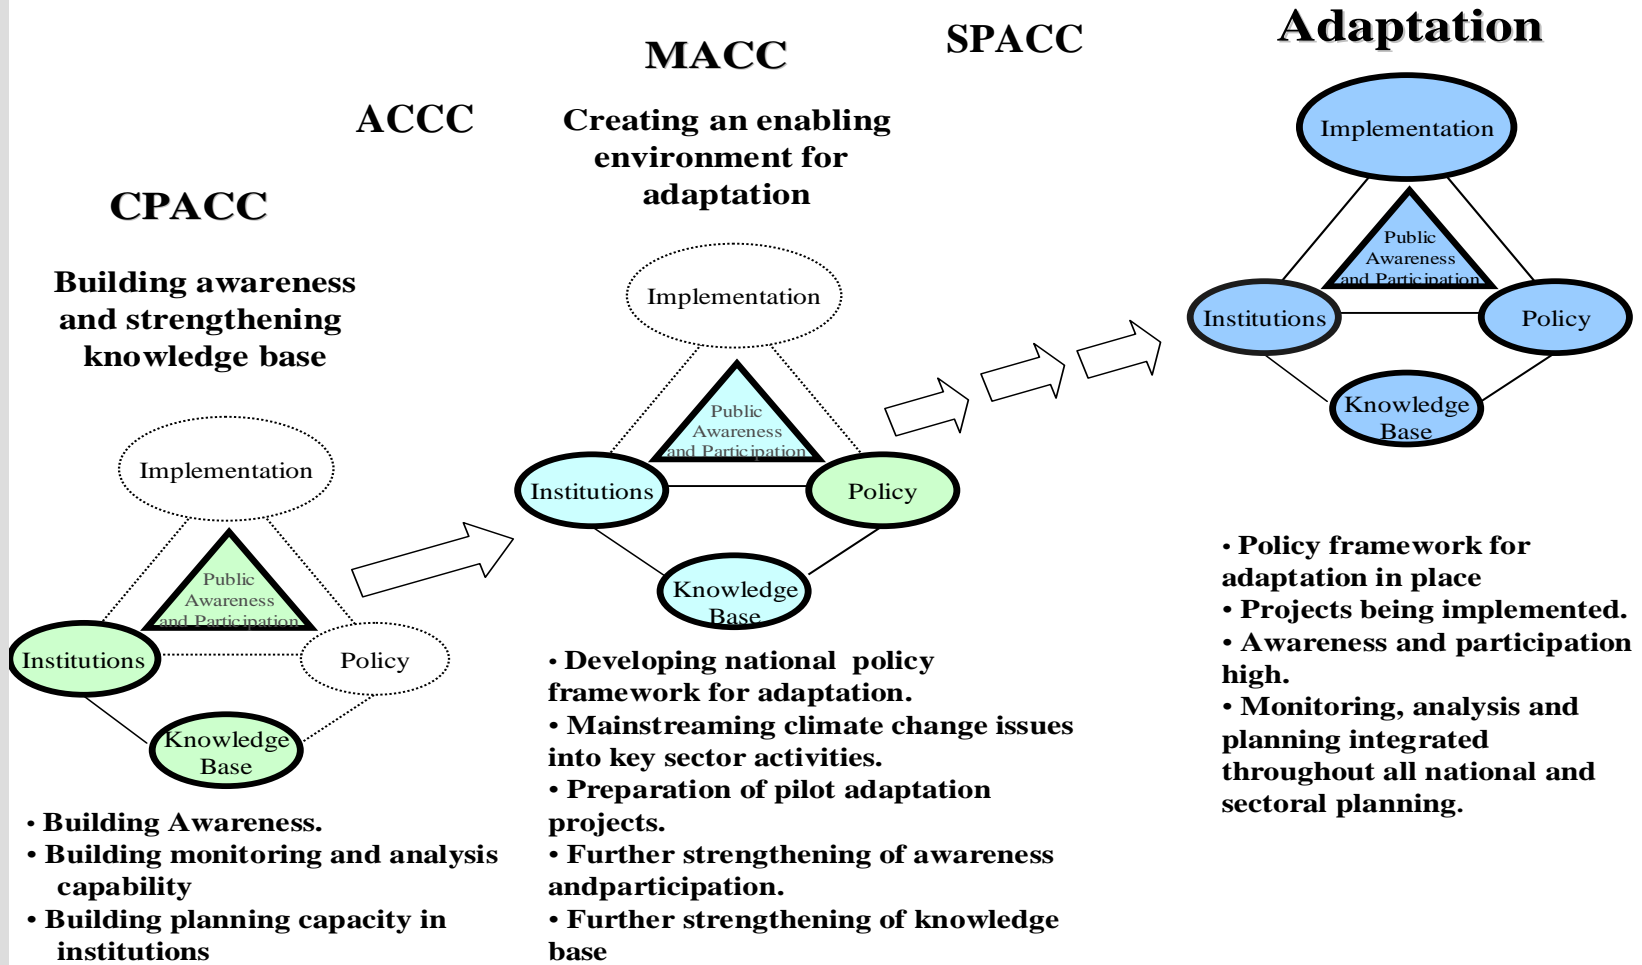 CPACC
Building awareness
and strengthening
knowledge base
Implementation
Public
Awareness
and Participation
Institutions
Policy
Knowledge
Base
• Building Awareness.
• Building monitoring and analysis
capability
• Building planning capacity in
institutions
ACCC
MACC
Creating an enabling
environment for
adaptation
Implementation
Public
Awareness
and Participation
Institutions
Policy
Knowledge
Base
• Developing national policy
framework for adaptation.
• Mainstreaming climate change issues
into key sector activities.
• Preparation of pilot adaptation
projects.
• Further strengthening of awareness
andparticipation.
• Further strengthening of knowledge
base
SPACC
Adaptation
Implementation
Public
Awareness
and Participation
Institutions
Policy
Knowledge
Base
• Policy framework for
adaptation in place
• Projects being implemented.
• Awareness and participation
high.
• Monitoring, analysis and
planning integrated
throughout all national and
sectoral planning.